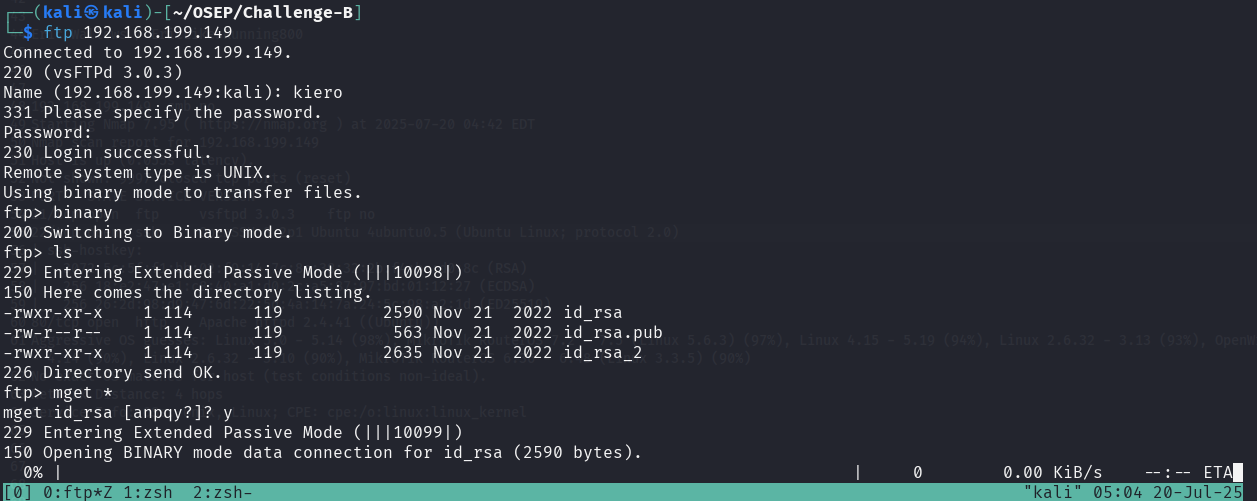 ┌──(kali㉿kali)-[~/OSEP/Challenge-B]
└─$ ftp 192.168.199.149
Connected to 192.168.199.149.
220 (vsFTPd 3.0.3)
Name (192.168.199.149:kali): kiero
331 Please specify the password.
Password:
230 Login successful.
Remote system type is UNIX.
Using binary mode to transfer files.
ftp> binary
200 Switching to Binary mode.
ftp> ls
229 Entering Extended Passive Mode (|||10098|)
150 Here comes the directory listing.
-rwxr-xr-x    1 114      119          2590 Nov 21  2022 id_rsa
-rw-r--r--    1 114      119           563 Nov 21  2022 id_rsa.pub
-rwxr-xr-x    1 114      119          2635 Nov 21  2022 id_rsa_2
226 Directory send OK.
ftp> mget *
mget id_rsa [anpqy?]? y
229 Entering Extended Passive Mode (|||10099|)
150 Opening BINARY mode data connection for id_rsa (2590 bytes).
  0% |                                                                              |     0        0.00 KiB/s    --:-- ETA
[0] 0:ftp*Z 1:zsh  2:zsh-                                                     "kali" 05:04 20-Jul-25